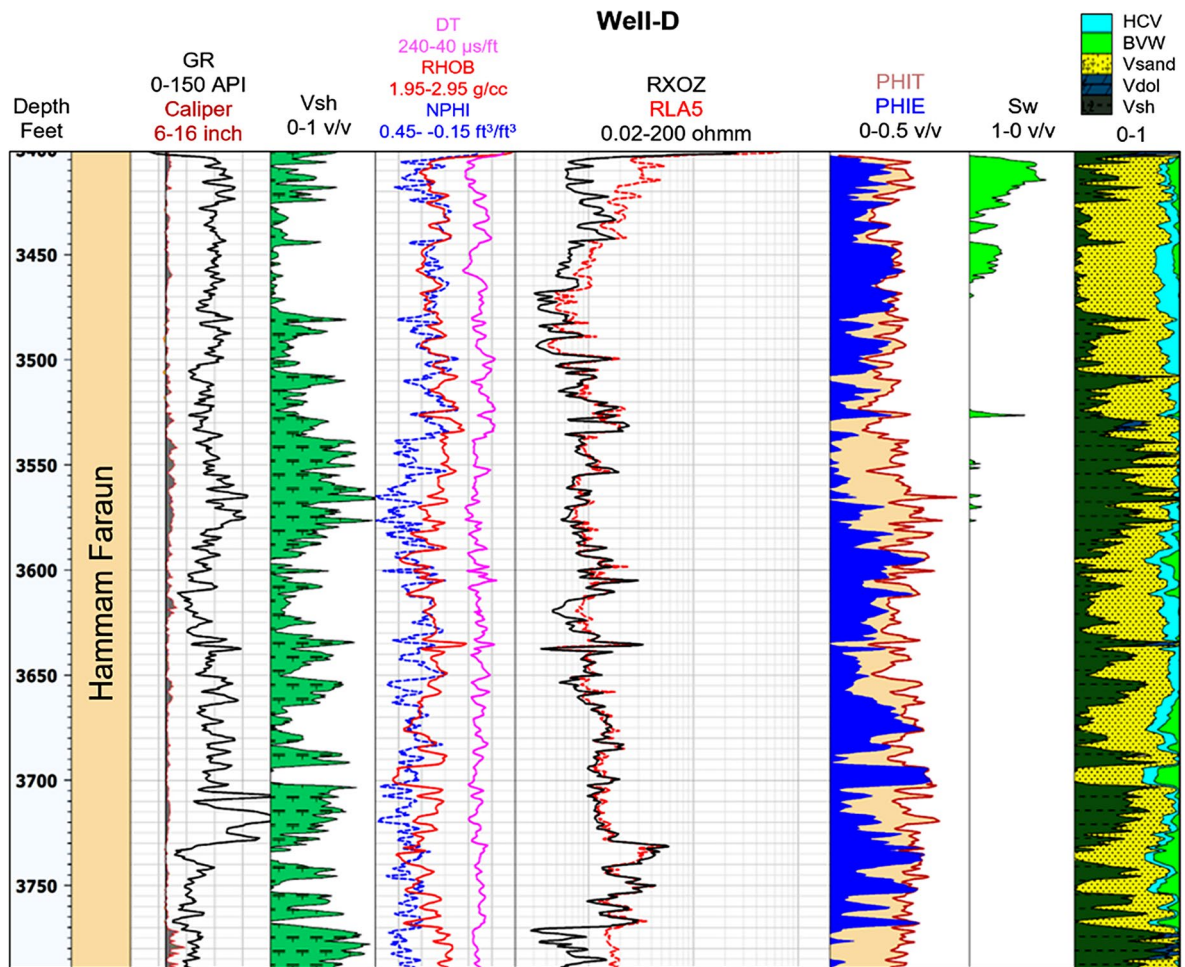 Well-D
HCV
BVW
Vsand
Vdol
Vsh
0-1
Depth
Feet
GR
0-150 API
Caliper
6-16 inch
Vsh
0-1 v/v
DT
240-40 µs/ft
RHOB
1.95-2.95 g/cc
NPHI
0.45- -0.15 ft³/ft³
RXOZ
RLA5
0.02-200 ohmm
PHIT
PHIE
0-0.5 v/v
Sw
1-0 v/v
3400
3450
3500
3550
3600
3650
3700
3750
Hammam Faraun